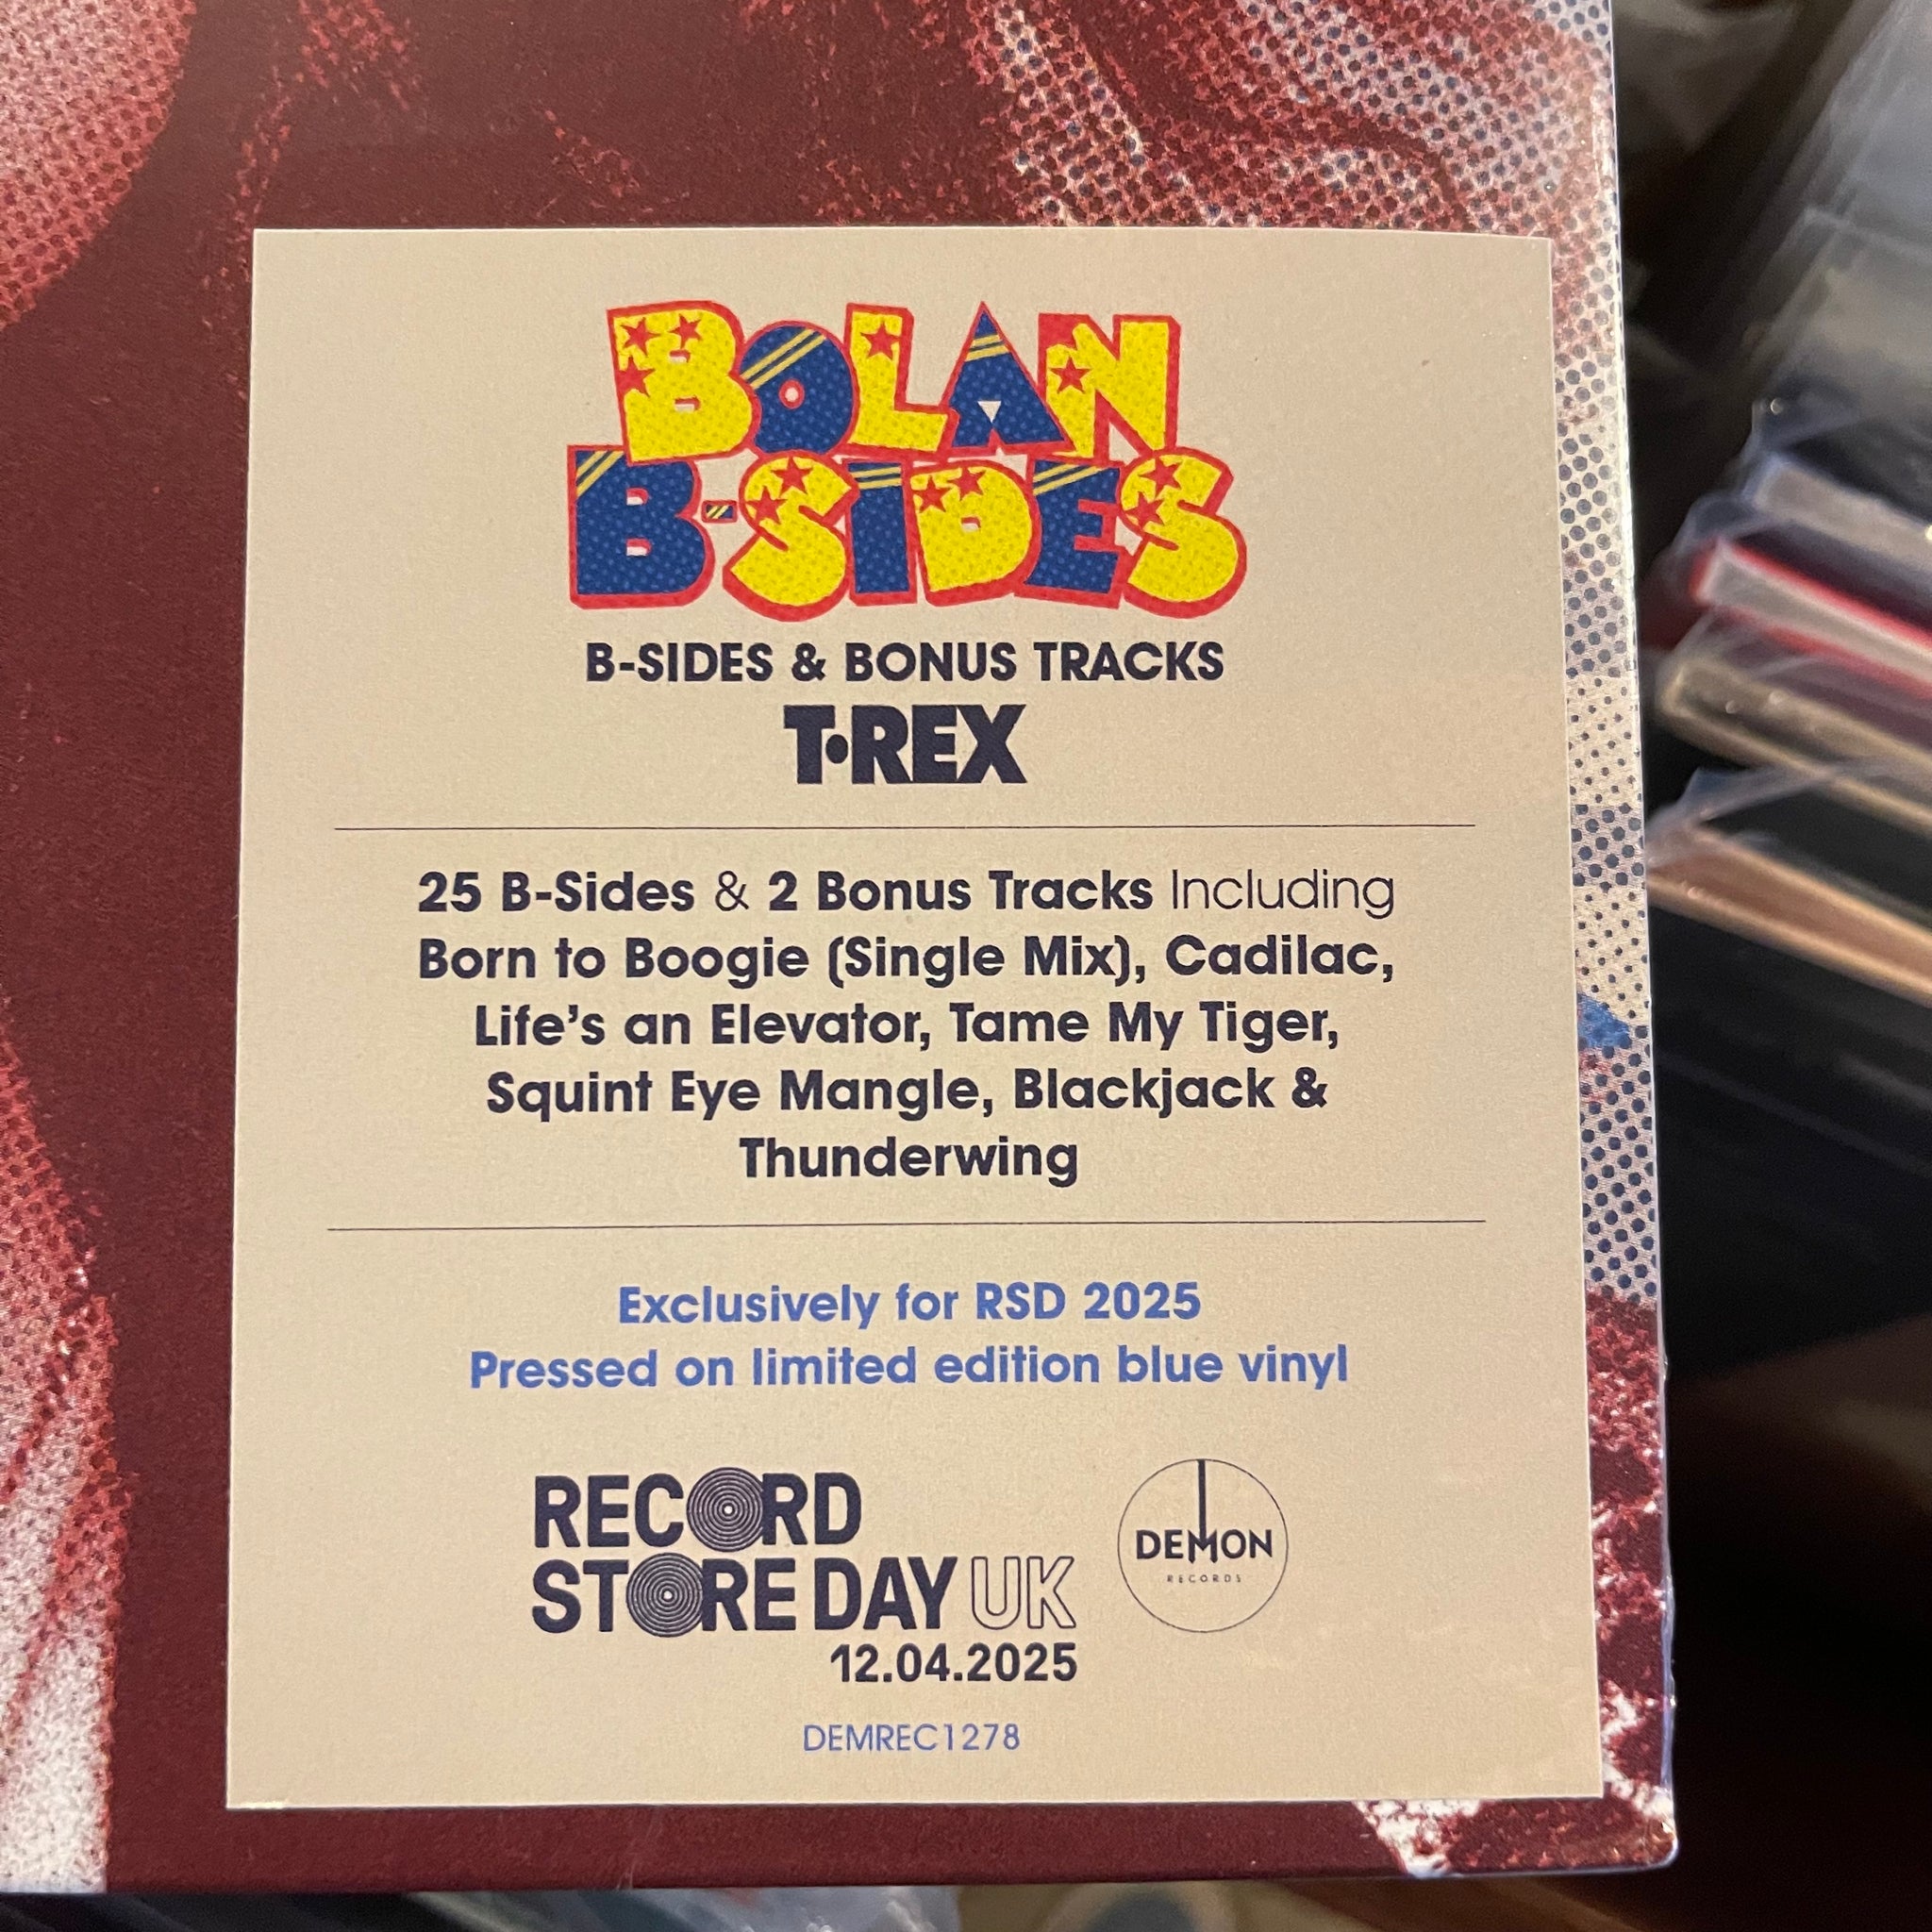 BOLAN
B-SIDES
B-SIDES & BONUS TRACKS
T•REX
25 B-Sides & 2 Bonus Tracks Including
Born to Boogie (Single Mix), Cadilac,
Life's an Elevator, Tame My Tiger,
Squint Eye Mangle, Blackjack &
Thunderwing
Exclusively for RSD 2025
Pressed on limited edition blue vinyl
RECORD
STORE DAY UK
12.04.2025
DEMON
RECORDS
DEMREC1278